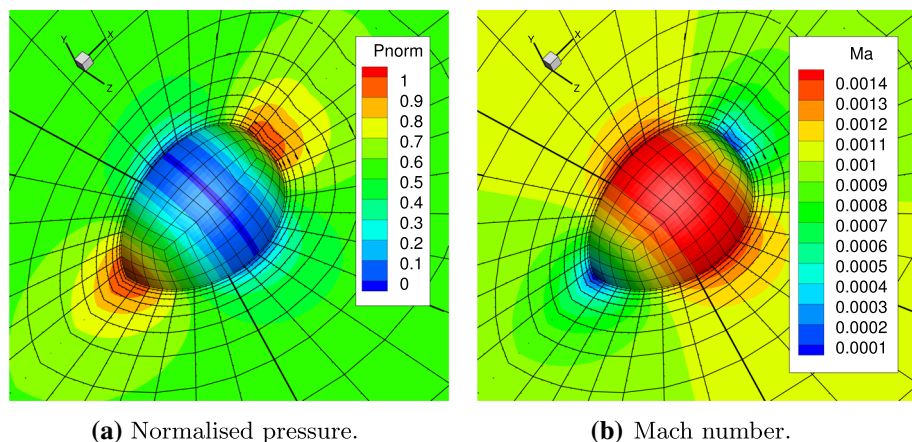 Y
X
Z
Pnorm
1
0.9
0.8
0.7
0.6
0.5
0.4
0.3
0.2
0.1
0
Y
X
Z
Ma
0.0014
0.0013
0.0012
0.0011
0.001
0.0009
0.0008
0.0007
0.0006
0.0005
0.0004
0.0003
0.0002
0.0001
(a) Normalised pressure.
(b) Mach number.